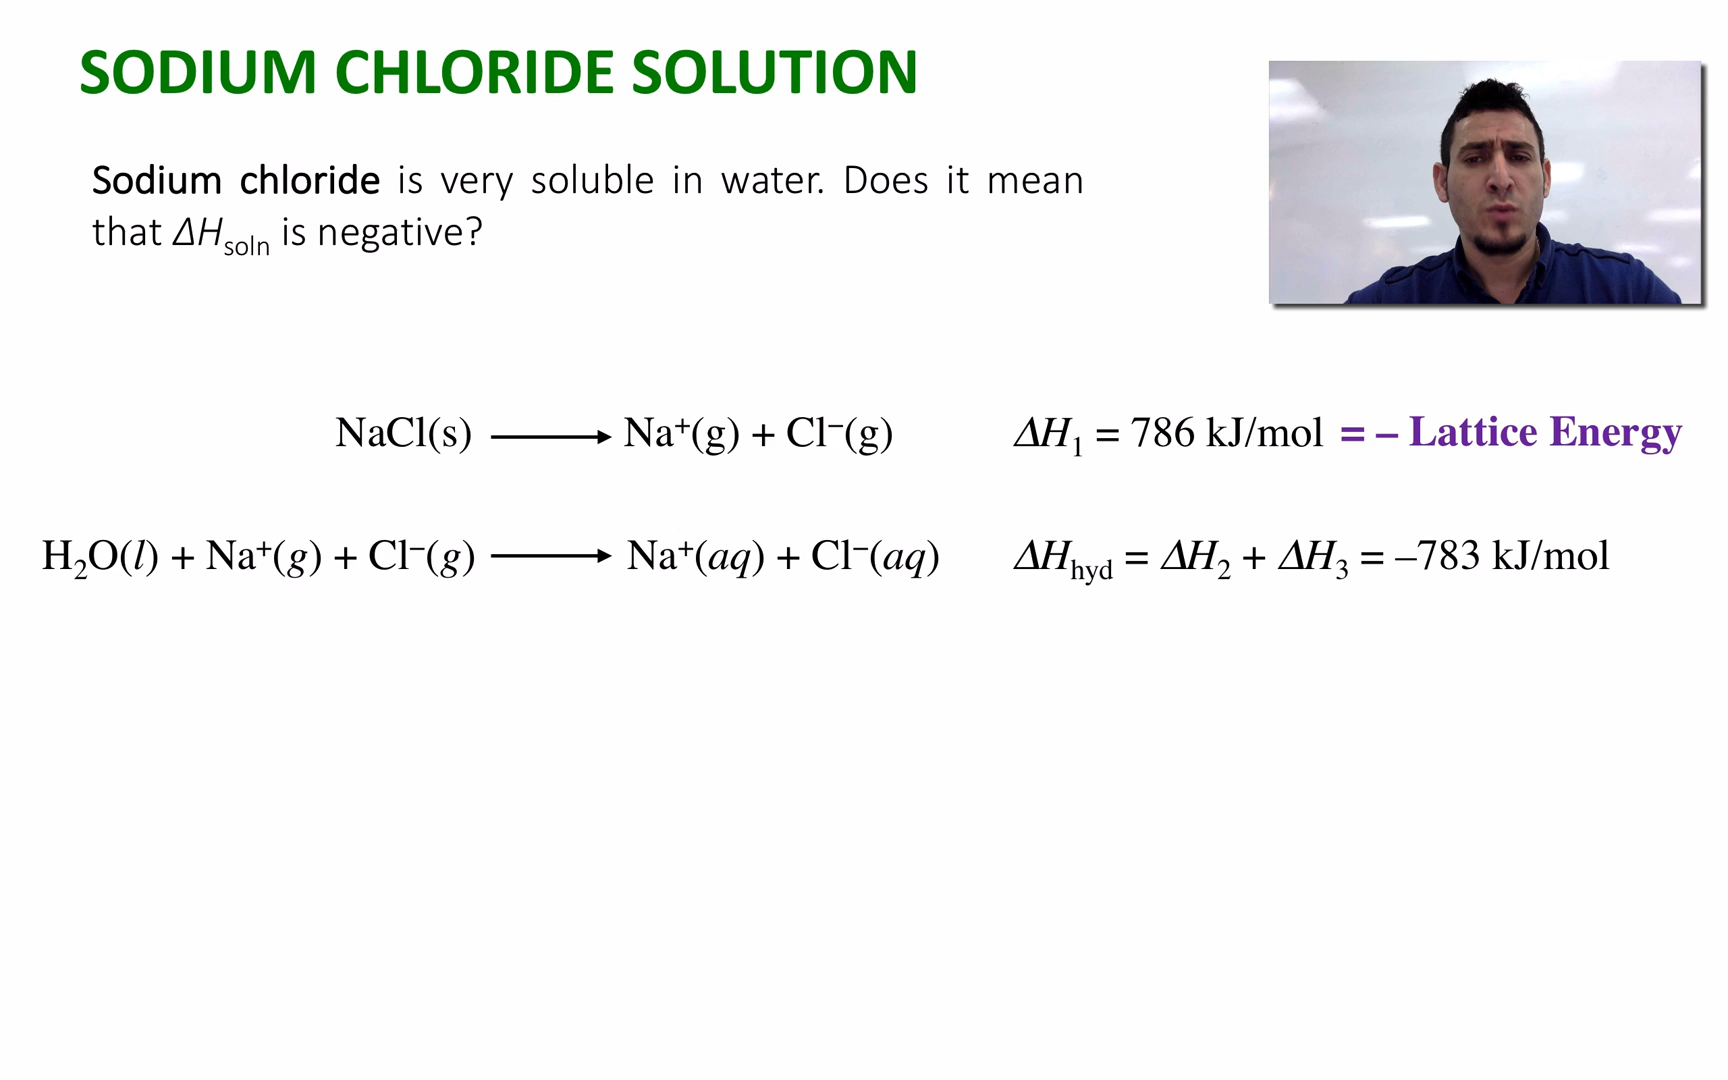 SODIUM CHLORIDE SOLUTION
Sodium chloride is very soluble in water. Does it mean
that ΔHsoln is negative?
NaCl(s) ⟶ Na⁺(g) + Cl⁻(g) ΔH₁ = 786 kJ/mol = – Lattice Energy
H₂O(l) + Na⁺(g) + Cl⁻(g) ⟶ Na⁺(aq) + Cl⁻(aq) ΔHhyd = ΔH₂ + ΔH₃ = –783 kJ/mol